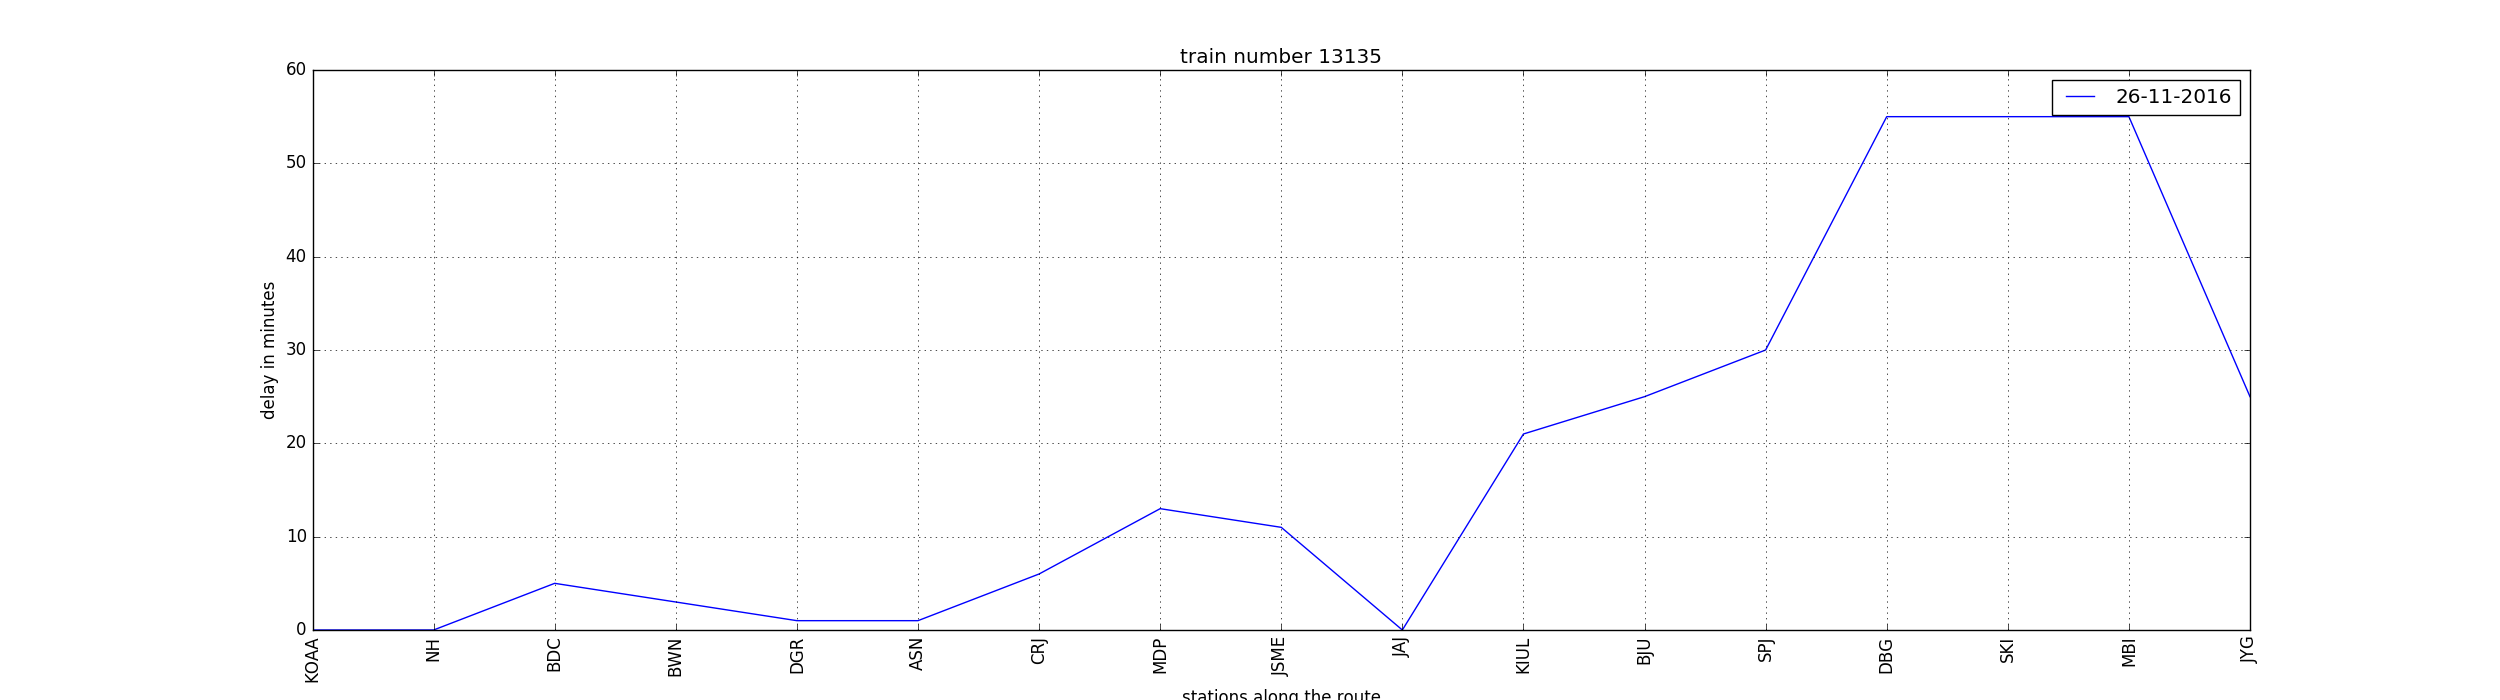 train number 13135
26-11-2016
60
50
40
30
20
10
0
delay in minutes
KOAA
NH
BDC
BWN
DGR
ASN
CRJ
MDP
JSME
JAJ
KIUL
BJU
SPJ
DBG
SKI
MBI
JYG
stations along the route